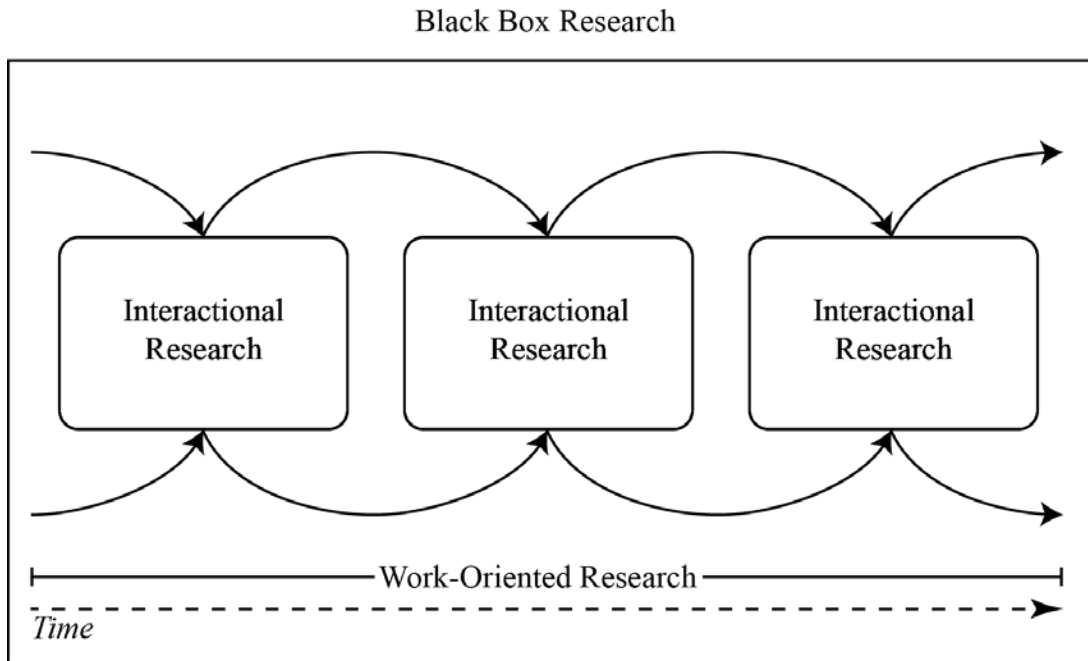 Black Box Research
Interactional
Research
Interactional
Research
Interactional
Research
Work-Oriented Research
Time